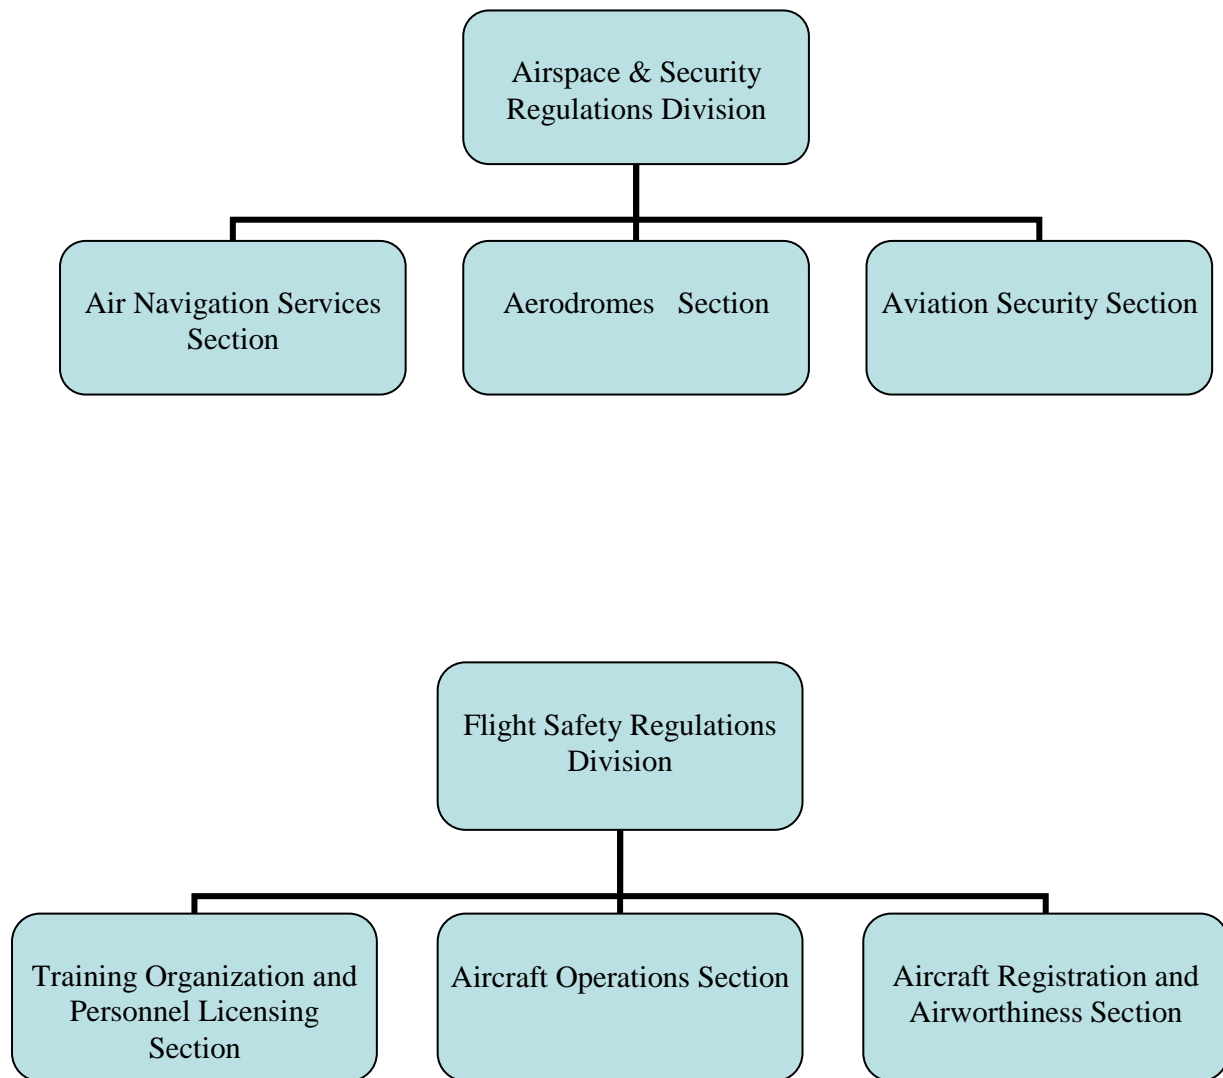 Airspace & Security
Regulations Division
Air Navigation Services
Section
Aerodromes   Section
Aviation Security Section
Flight Safety Regulations
Division
Training Organization and
Personnel Licensing
Section
Aircraft Operations Section
Aircraft Registration and
Airworthiness Section